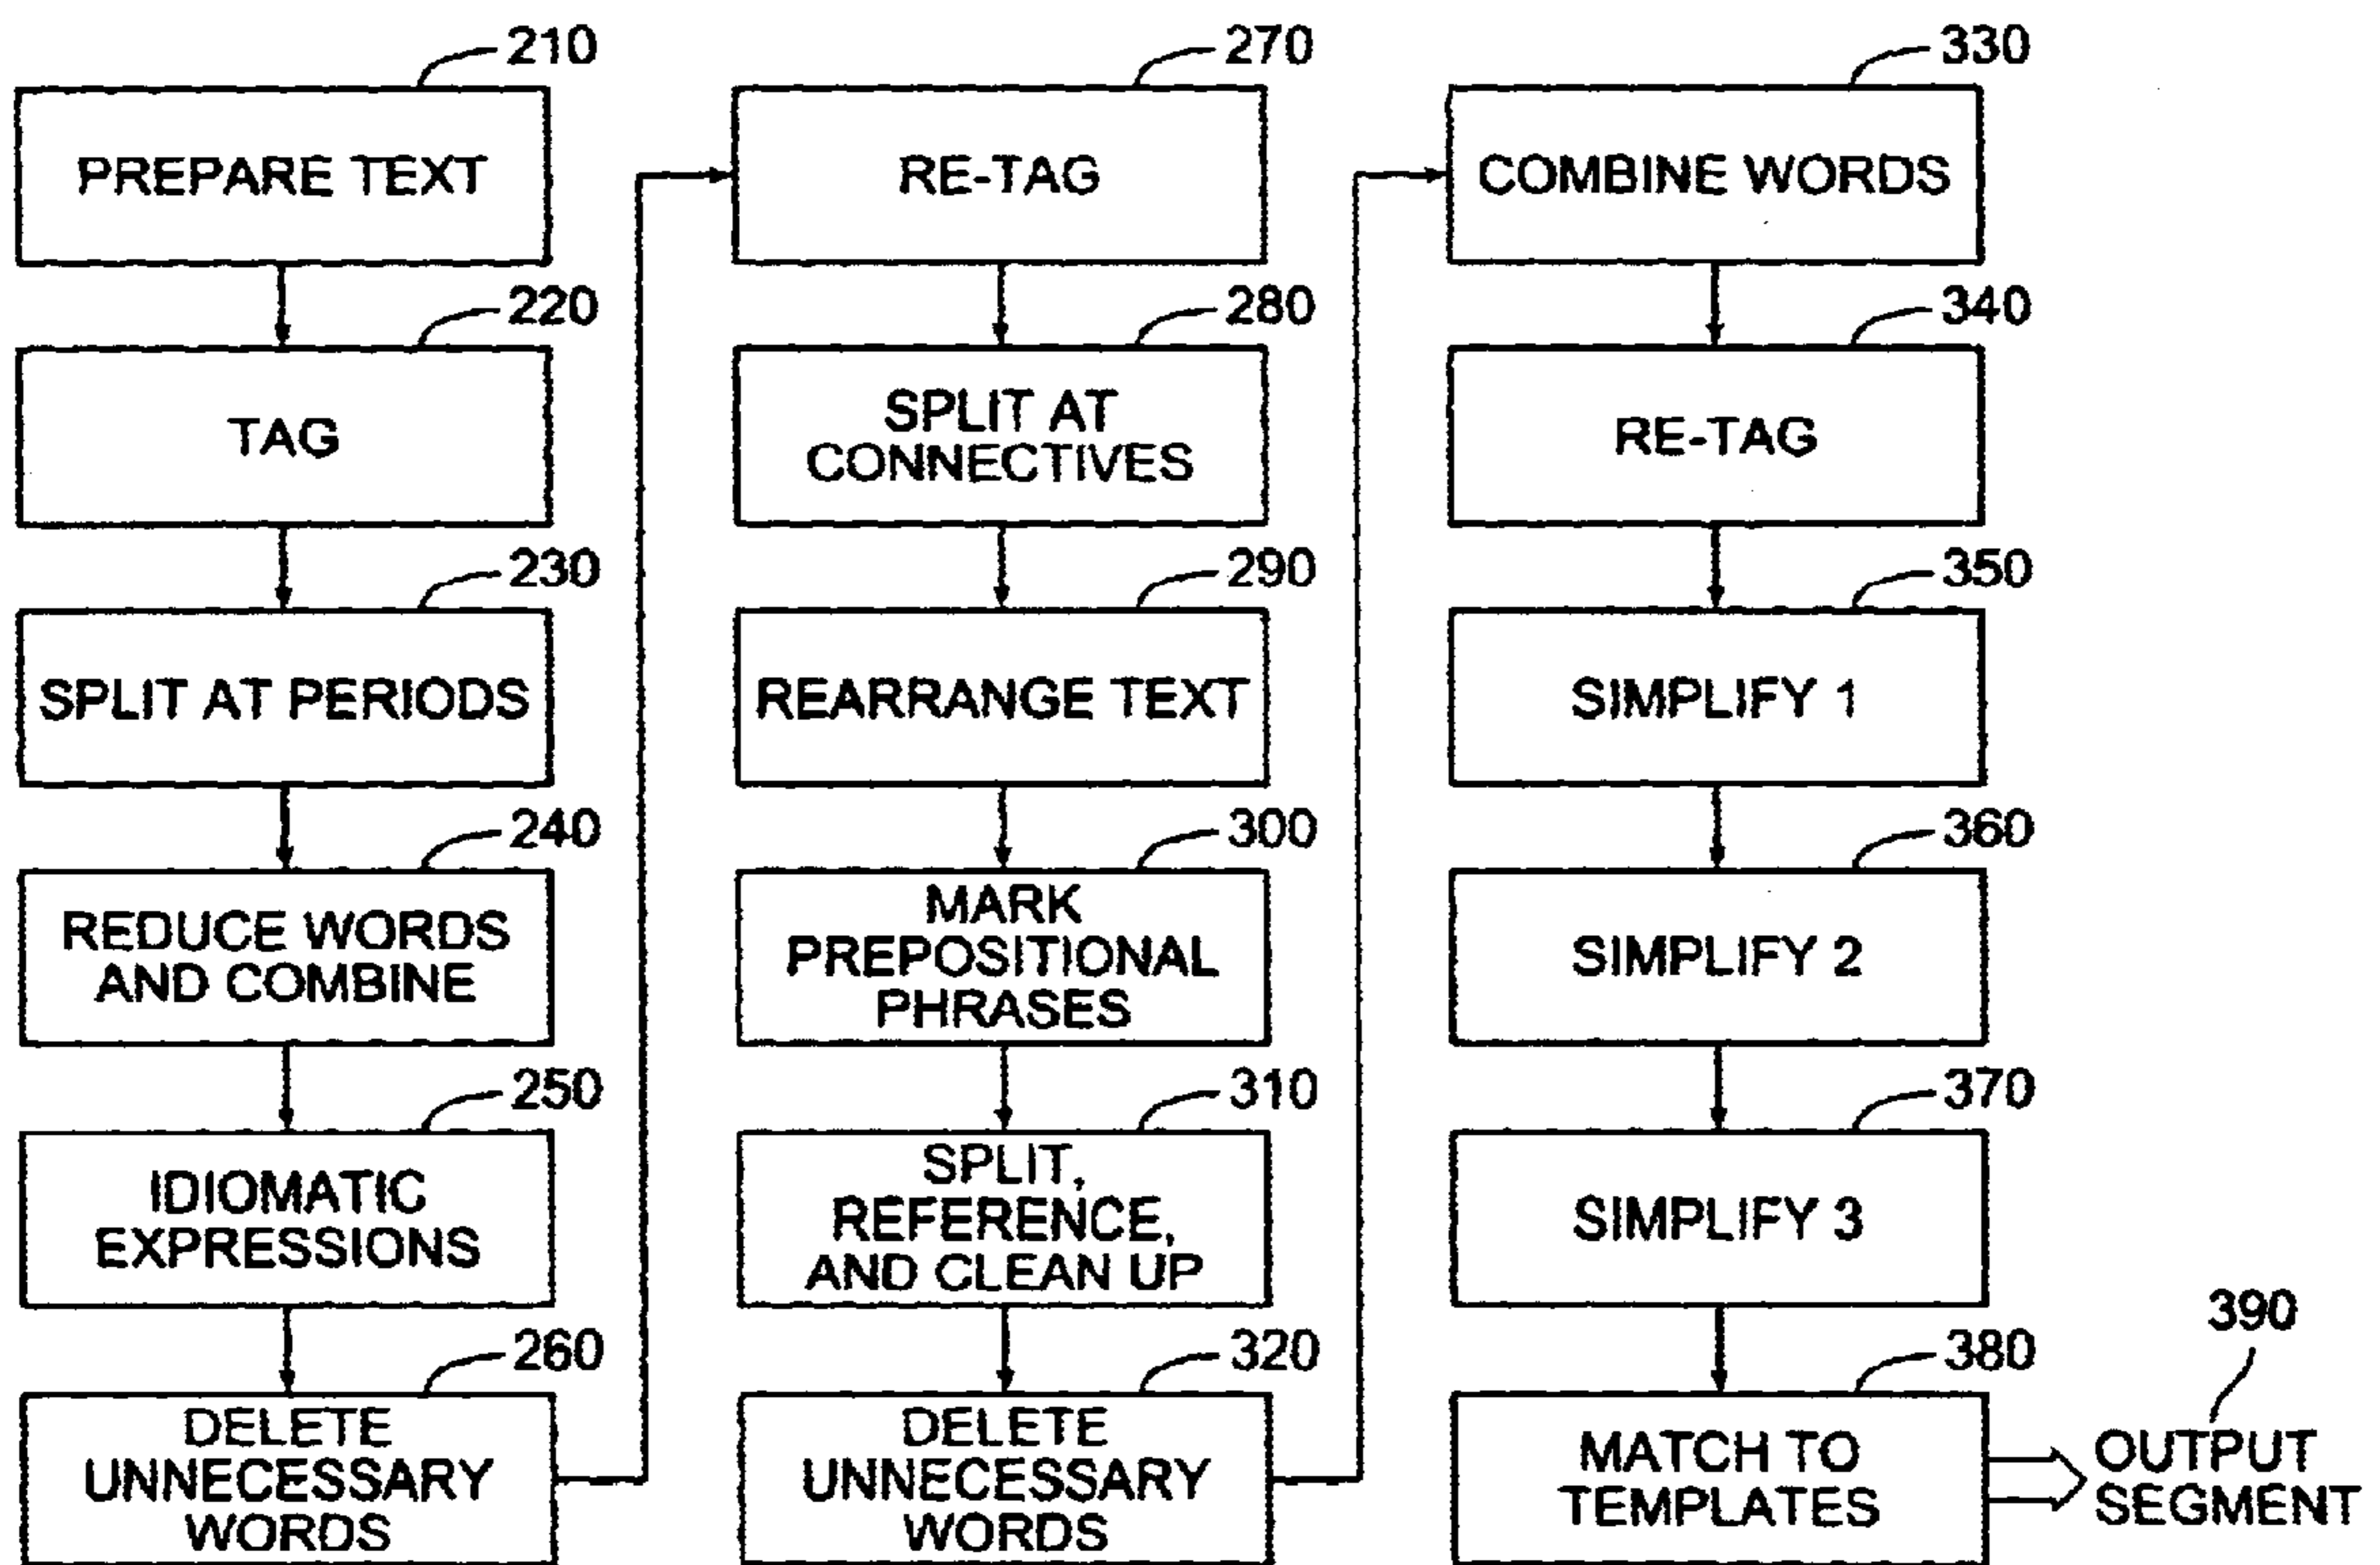 210
PREPARE TEXT
220
TAG
230
SPLIT AT PERIODS
240
REDUCE WORDS
AND COMBINE
250
IDIOMATIC
EXPRESSIONS
260
DELETE
UNNECESSARY
WORDS
270
RE-TAG
280
SPLIT AT
CONNECTIVES
290
REARRANGE TEXT
300
MARK
PREPOSITIONAL
PHRASES
310
SPLIT,
REFERENCE,
AND CLEAN UP
320
DELETE
UNNECESSARY
WORDS
330
COMBINE WORDS
340
RE-TAG
350
SIMPLIFY 1
360
SIMPLIFY 2
370
SIMPLIFY 3
380
MATCH TO
TEMPLATES
390
OUTPUT
SEGMENT